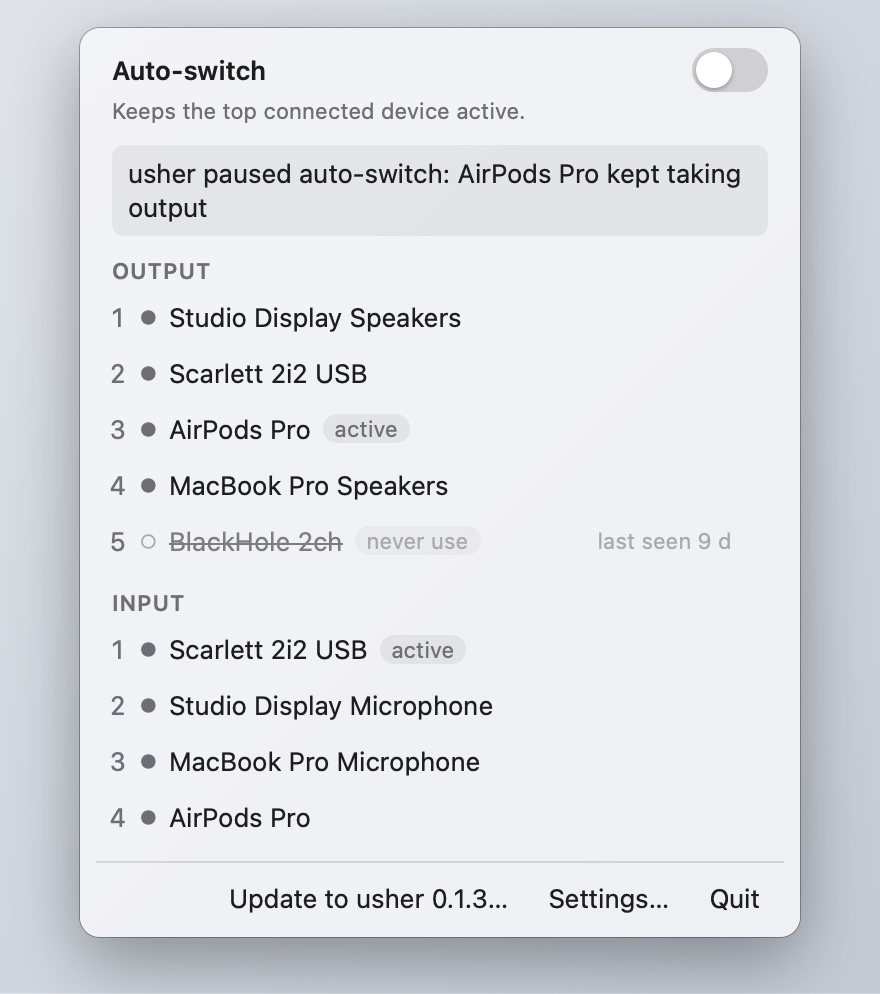 Auto-switch
Keeps the top connected device active.
usher paused auto-switch: AirPods Pro kept taking
output
OUTPUT
1 Studio Display Speakers
2 Scarlett 2i2 USB
3 AirPods Pro active
4 MacBook Pro Speakers
5 BlackHole 2ch never use last seen 9 d
INPUT
1 Scarlett 2i2 USB active
2 Studio Display Microphone
3 MacBook Pro Microphone
4 AirPods Pro
Update to usher 0.1.3... Settings... Quit